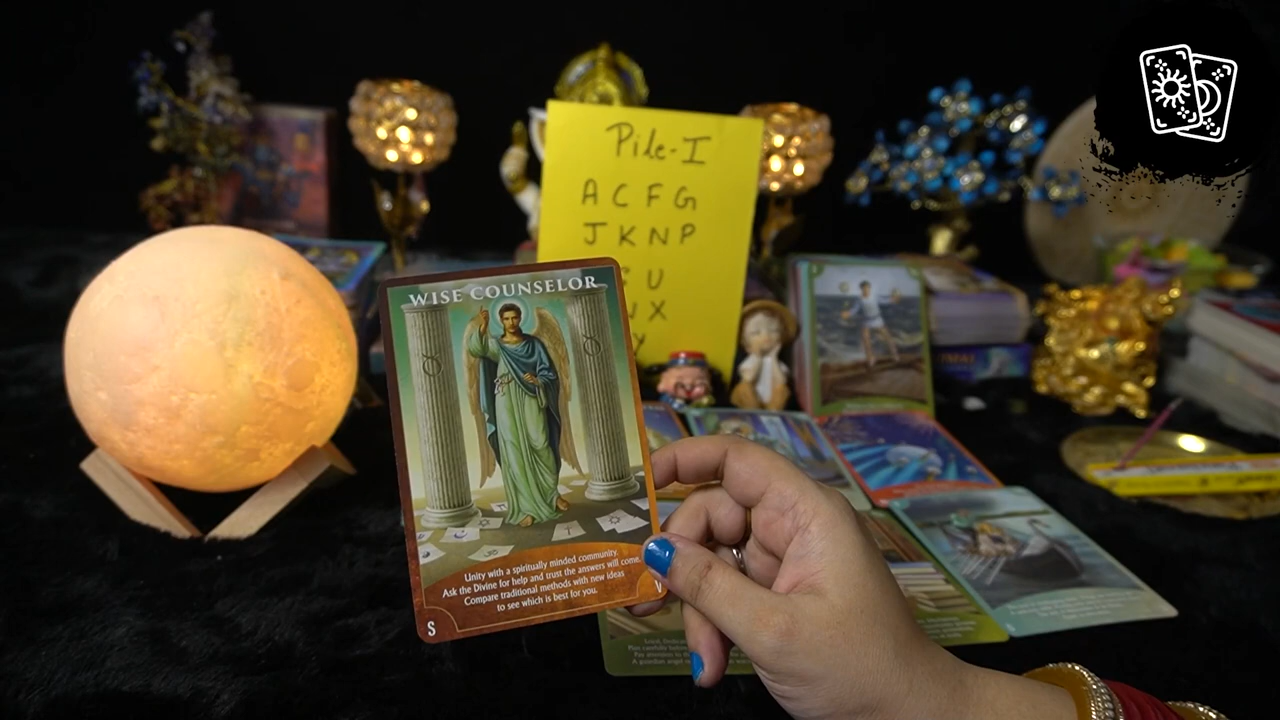 Pile-I
A C F G
J K N P
U
X
WISE COUNSELOR
Unity with a spiritually minded community.
Ask the Divine for help and trust the answers will come.
Compare traditional methods with new ideas
to see which is best for you.
S
V